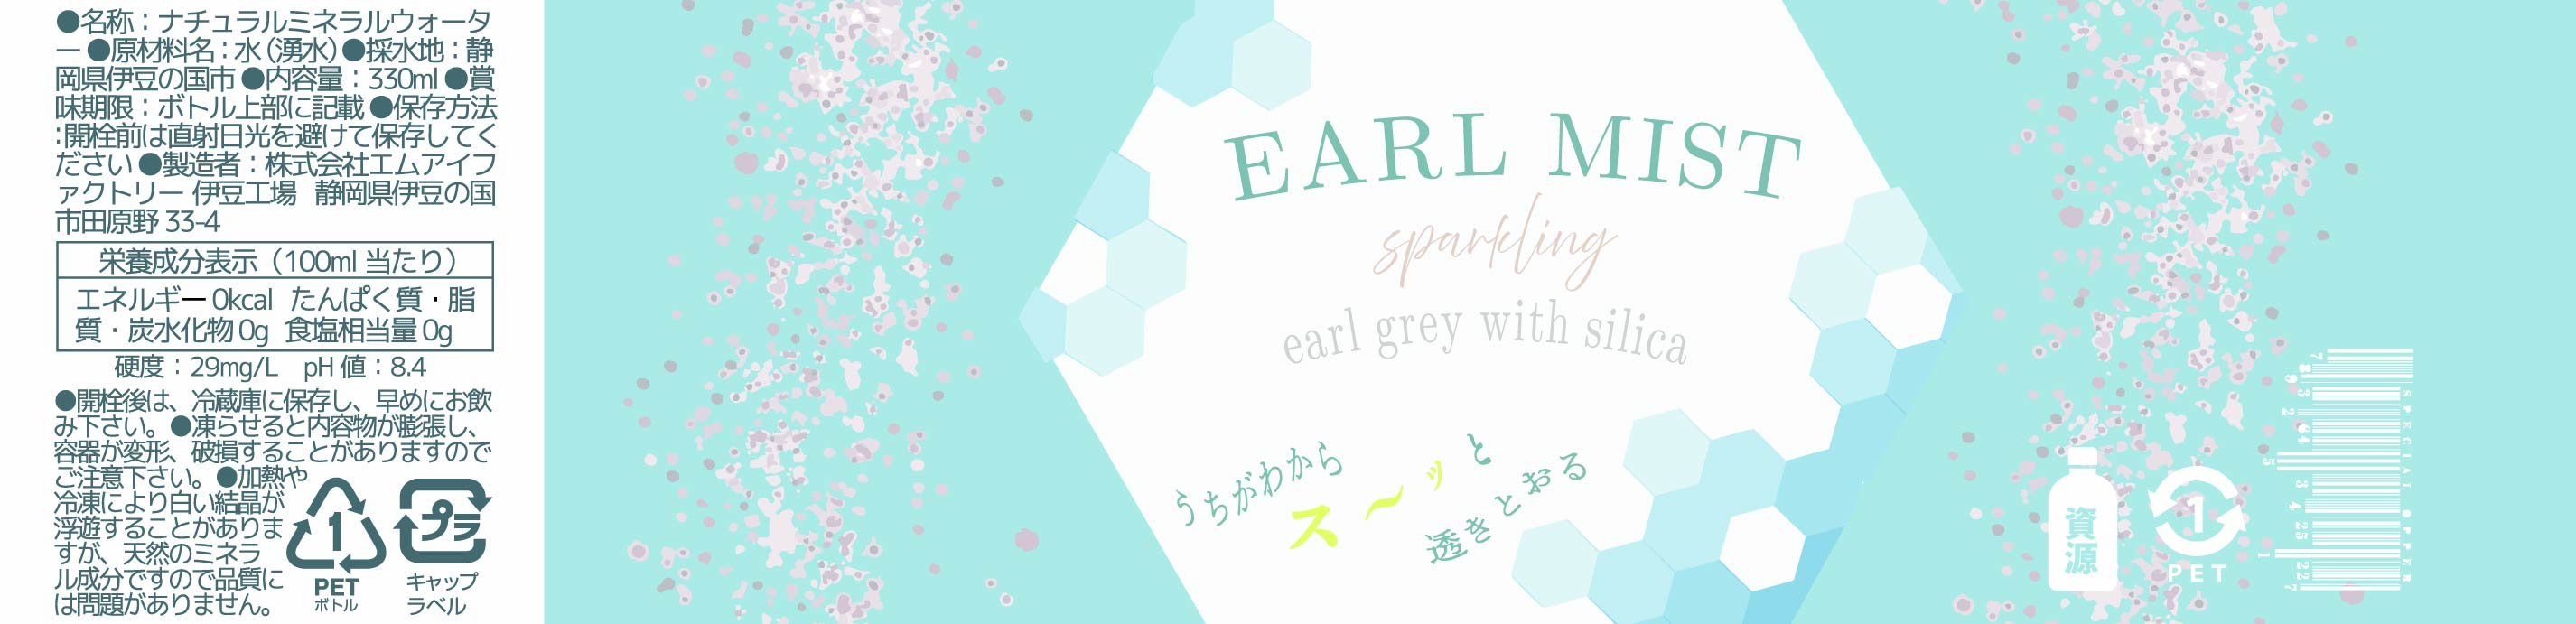 ●名称：ナチュラルミネラルウォータ
ー ●原材料名：水（湧水）●採水地：静
岡県伊豆の国市 ●内容量：330ml ●賞
味期限：ボトル上部に記載 ●保存方法
：開栓前は直射日光を避けて保存してく
ださい ●製造者：株式会社エムアイフ
ァクトリー 伊豆工場 静岡県伊豆の国
市田原野 33-4
栄養成分表示（100ml 当たり）
エネルギー 0kcal たんぱく質・脂
質・炭水化物 0g 食塩相当量 0g
硬度：29mg/L pH 値：8.4
●開栓後は、冷蔵庫に保存し、早めにお飲
み下さい。●凍らせると内容物が膨張し、
容器が変形、破損することがありますので
ご注意下さい。●加熱や
冷凍により白い結晶が
浮遊することがありま
すが、天然のミネラ
ル成分ですので品質に
は問題がありません。
1
PET
ボトル
プラ
キャップ
ラベル
EARL MIST
sparkling
earl grey with silica
うちがわから
スーッと
透きとおる
資源
1
PET
SPECIAL OPPER